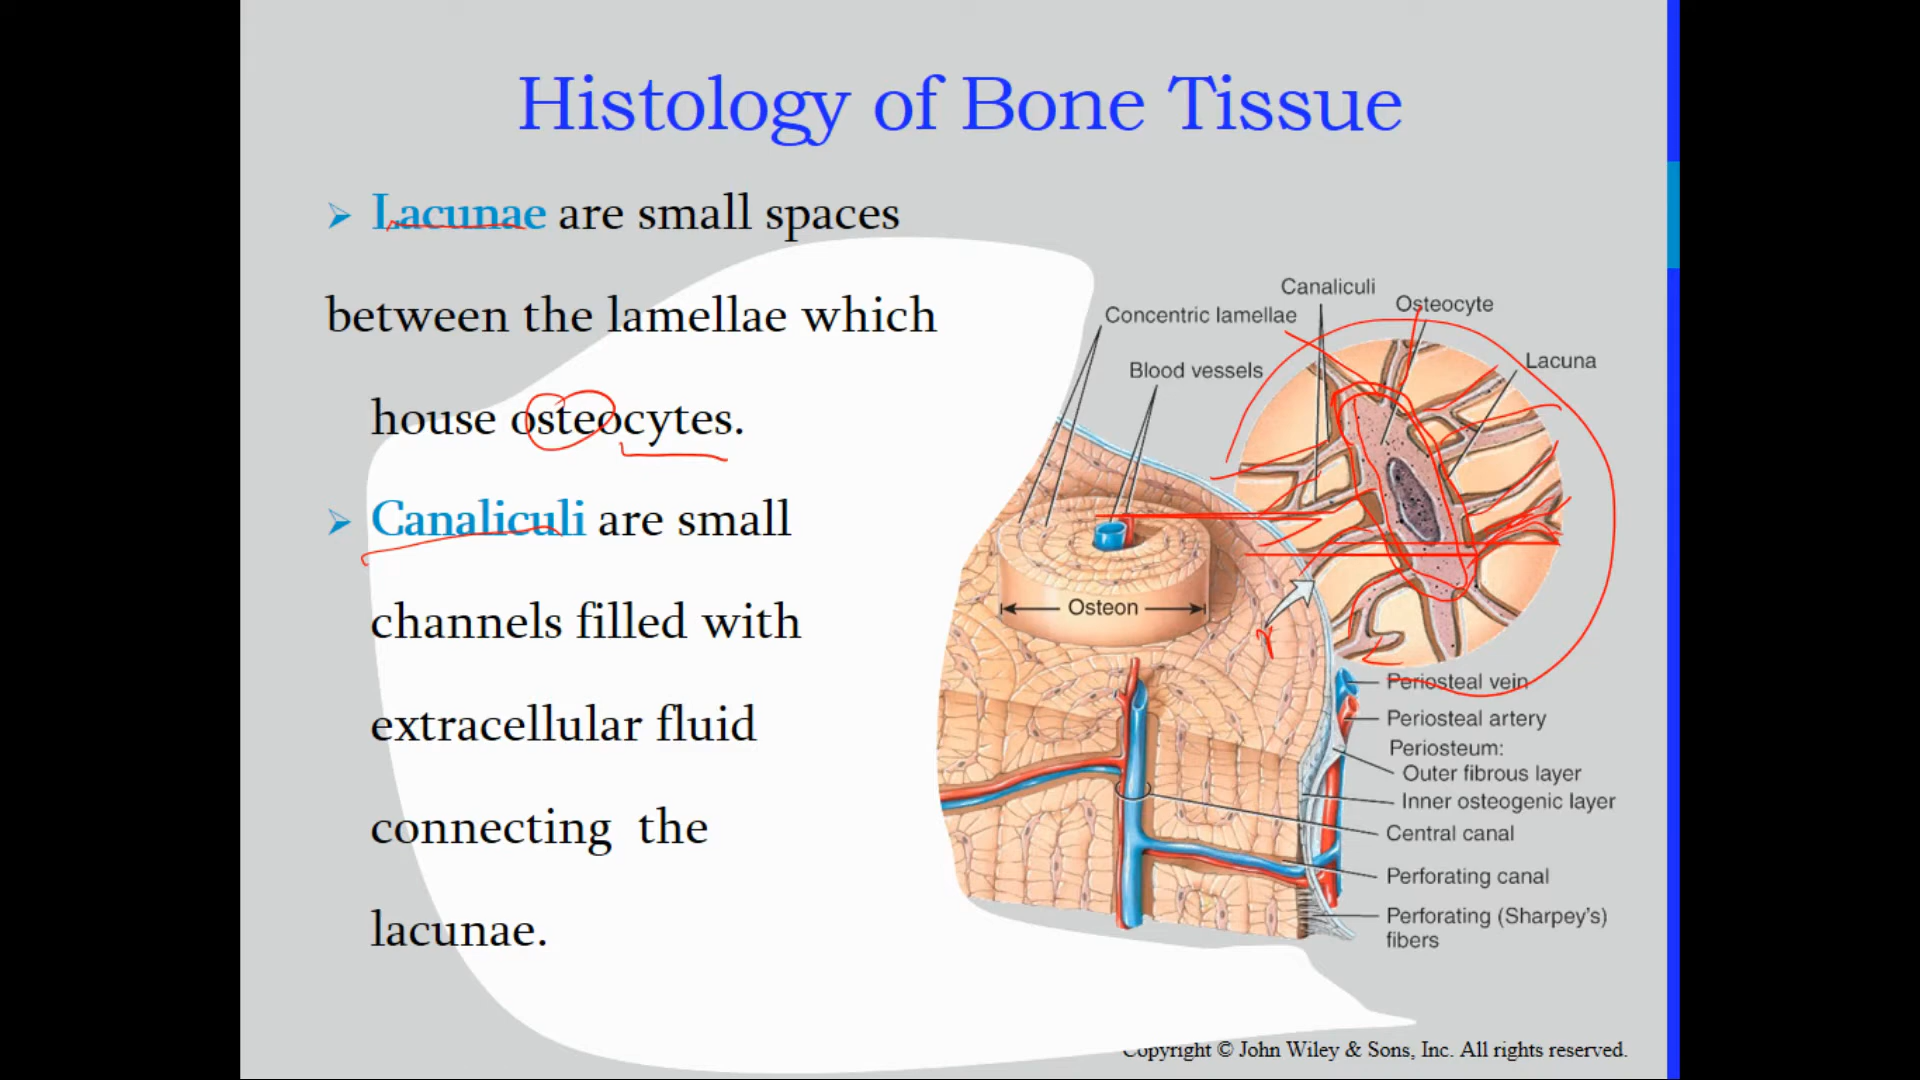 Histology of Bone Tissue
➢ Lacunae are small spaces
between the lamellae which
house osteocytes.
➢ Canaliculi are small
channels filled with
extracellular fluid
connecting the
lacunae.
Canaliculi
Osteocyte
Concentric lamellae
Lacuna
Blood vessels
Osteon
Periosteal vein
Periosteal artery
Periosteum:
Outer fibrous layer
Inner osteogenic layer
Central canal
Perforating canal
Perforating (Sharpey's)
fibers
Copyright © John Wiley & Sons, Inc. All rights reserved.